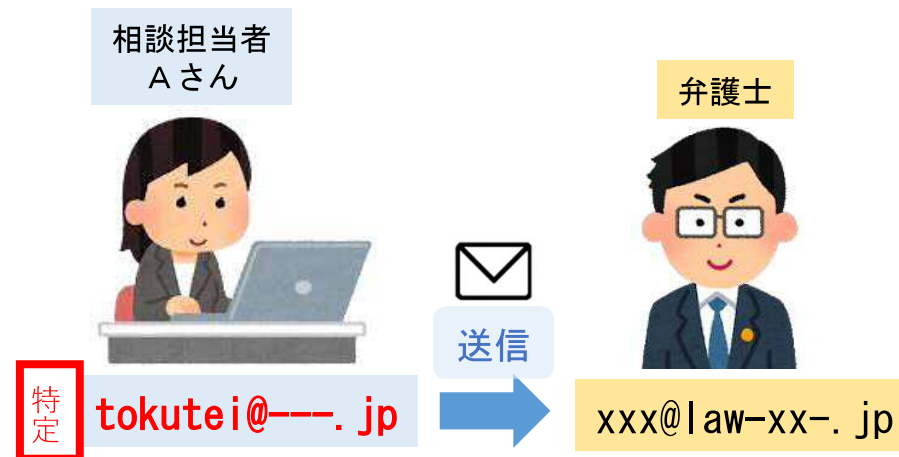 相談担当者
Aさん
弁護士
送信
特定
tokutei@---.jp
xxx@law-xx-.jp